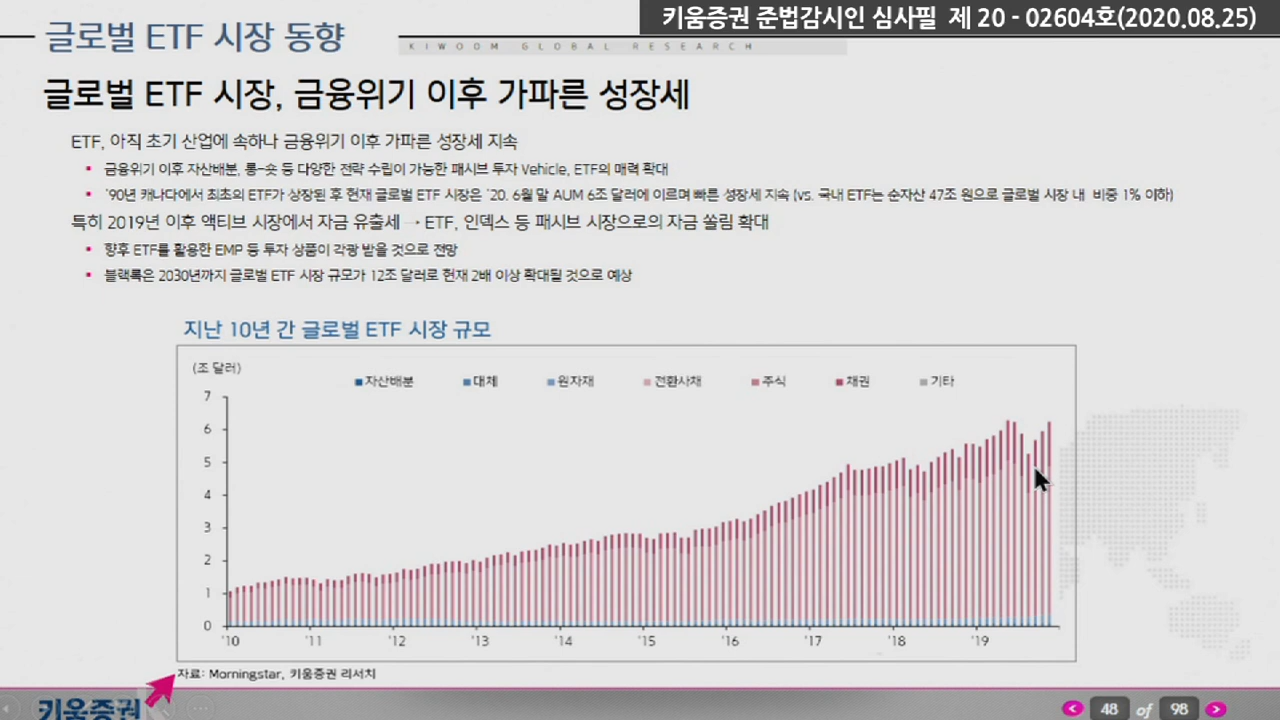 키움증권 준법감시인 심사필 제 20 - 02604호(2020.08.25)
글로벌 ETF 시장 동향
KIWOOM GLOBAL RESEARCH
글로벌 ETF 시장, 금융위기 이후 가파른 성장세
ETF, 아직 초기 산업에 속하나 금융위기 이후 가파른 성장세 지속
▪ 금융위기 이후 자산배분, 롱-숏 등 다양한 전략 수립이 가능한 패시브 투자 Vehicle, ETF의 매력 확대
▪ '90년 캐나다에서 최초의 ETF가 상장된 후 현재 글로벌 ETF 시장은 '20. 6월 말 AUM 6조 달러에 이르며 빠른 성장세 지속 (vs. 국내 ETF는 순자산 47조 원으로 글로벌 시장 내 비중 1% 이하)
특히 2019년 이후 액티브 시장에서 자금 유출세 → ETF, 인덱스 등 패시브 시장으로의 자금 쏠림 확대
▪ 향후 ETF를 활용한 EMP 등 투자 상품이 각광 받을 것으로 전망
▪ 블랙록은 2030년까지 글로벌 ETF 시장 규모가 12조 달러로 현재 2배 이상 확대될 것으로 예상
지난 10년 간 글로벌 ETF 시장 규모
(조 달러)
■자산배분 ■대체 ■원자재 ■전환사채 ■주식 ■채권 ■기타
7
6
5
4
3
2
1
0
'10 '11 '12 '13 '14 '15 '16 '17 '18 '19
자료: Morningstar, 키움증권 리서치
키움증권
48 of 98